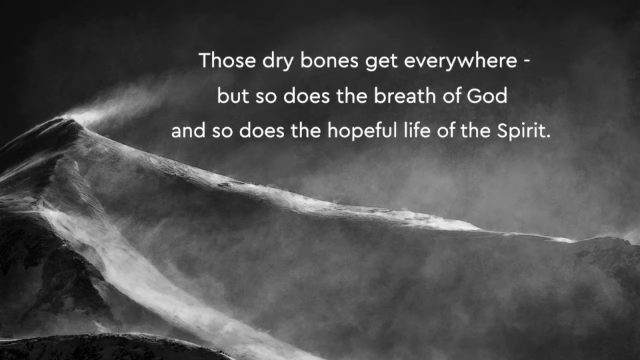 Those dry bones get everywhere -
but so does the breath of God
and so does the hopeful life of the Spirit.